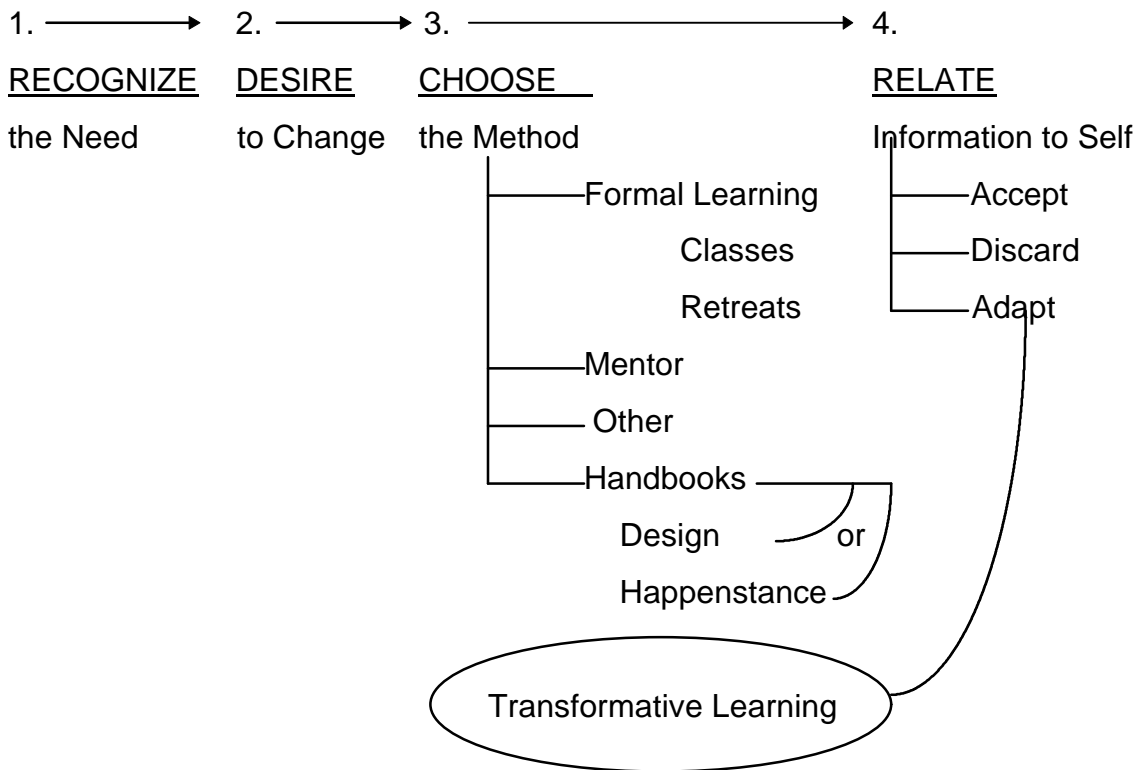 1. 2. 3. 4.
RECOGNIZE DESIRE CHOOSE RELATE
the Need to Change the Method Information to Self
Formal Learning Accept
Classes Discard
Retreats Adapt
Mentor
Other
Handbooks
Design or
Happenstance
Transformative Learning